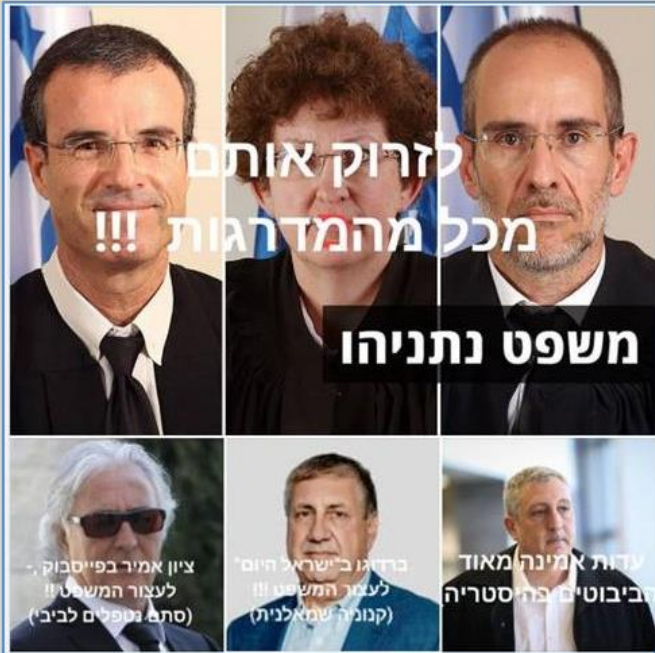 לזרוק אותם
מכל מהמדרגות !!!
משפט נתניהו
עדות אמינה מאוד
הביבוטים בהיסטריה
ברדוגו ב"ישראל היום"
לעצור המשפט !!!
(קנוניה שמאלנית)
ציון אמיר בפייסבוק ,-
לעצור המשפט !!
(סתם נטפלים לביבי)